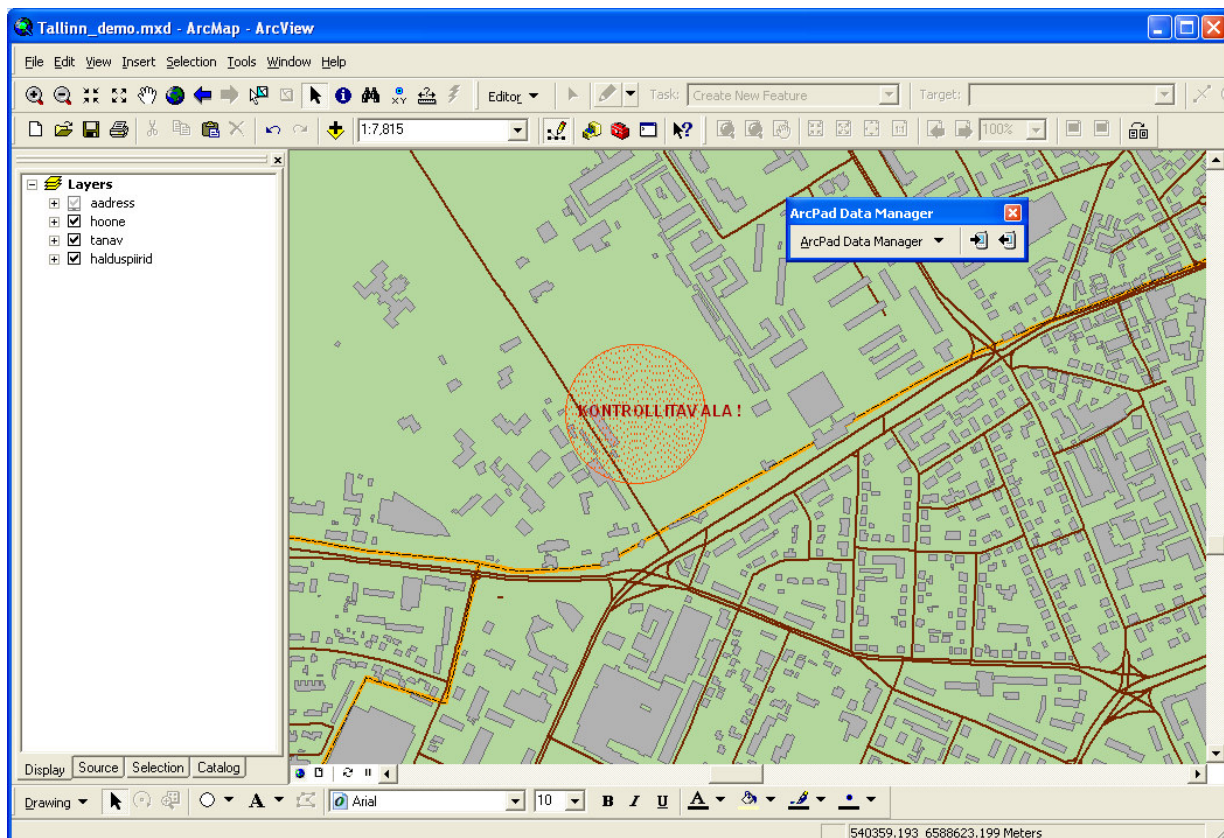 Tallinn_demo.mxd - ArcMap - ArcView
File Edit View Insert Selection Tools Window Help
Editor Task: Create New Feature Target:
1:7,815 100%
Layers
aadress
hoone
tanav
halduspiirid
ArcPad Data Manager
ArcPad Data Manager
KONTROLLITAV ALA !
Display Source Selection Catalog
Drawing A Arial 10 B I U A
540359.193 6588623.199 Meters